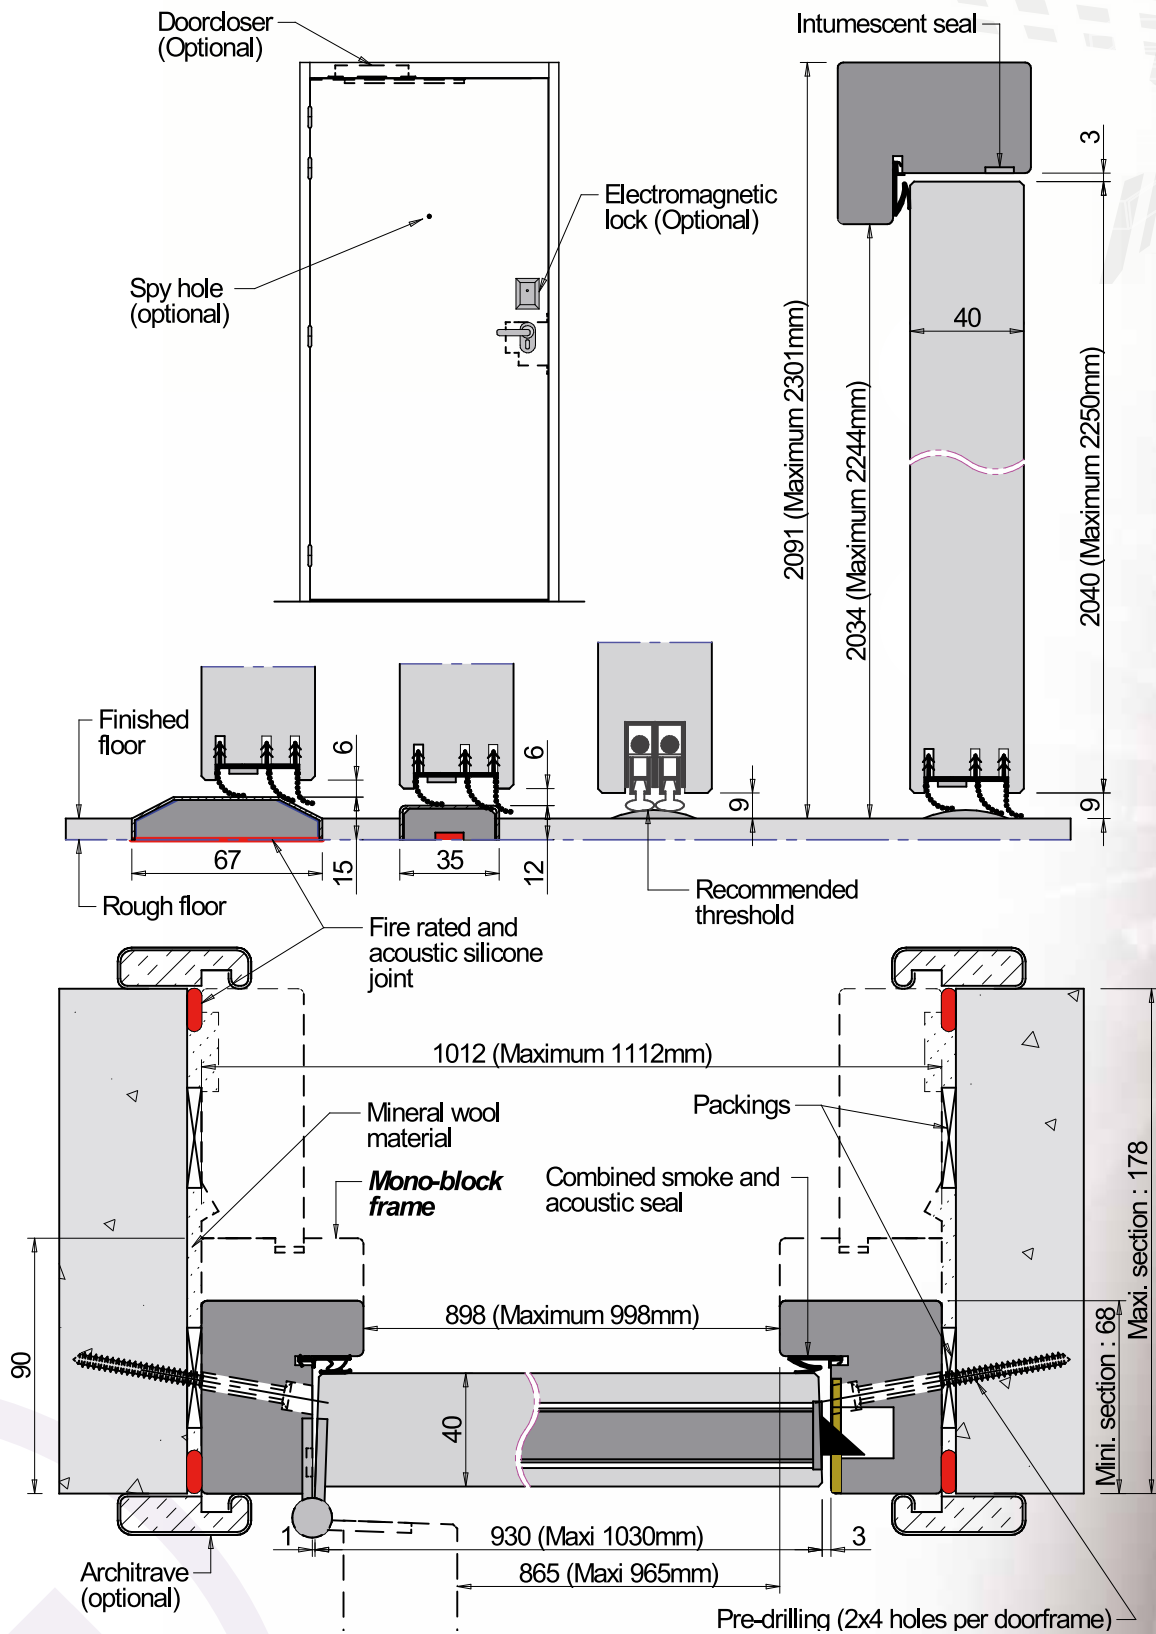 Doorcloser
(Optional)
Intumescent seal
3
Electromagnetic
lock (Optional)
Spy hole
(optional)
40
2091 (Maximum 2301mm)
2034 (Maximum 2244mm)
2040 (Maximum 2250mm)
Finished
floor
6
6
9
9
67
15
35
12
Rough floor
Recommended
threshold
Fire rated and
acoustic silicone
joint
1012 (Maximum 1112mm)
Mineral wool
material
Packings
Mono-block
frame
Combined smoke and
acoustic seal
898 (Maximum 998mm)
90
40
Mini. section : 68
Maxi. section : 178
1
930 (Maxi 1030mm)
3
865 (Maxi 965mm)
Architrave
(optional)
Pre-drilling (2x4 holes per doorframe)